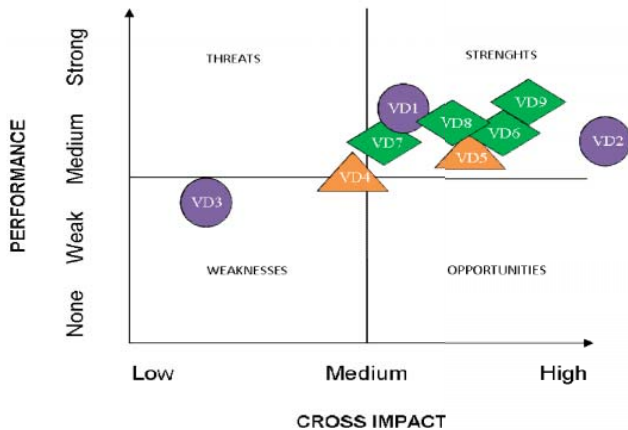 PERFORMANCE
Strong
Medium
Weak
None
THREATS
STRENGHTS
VD1
VD9
VD8
VD6
VD7
VD2
VD5
VD4
VD3
WEAKNESSES
OPPORTUNITIES
Low
Medium
High
CROSS IMPACT